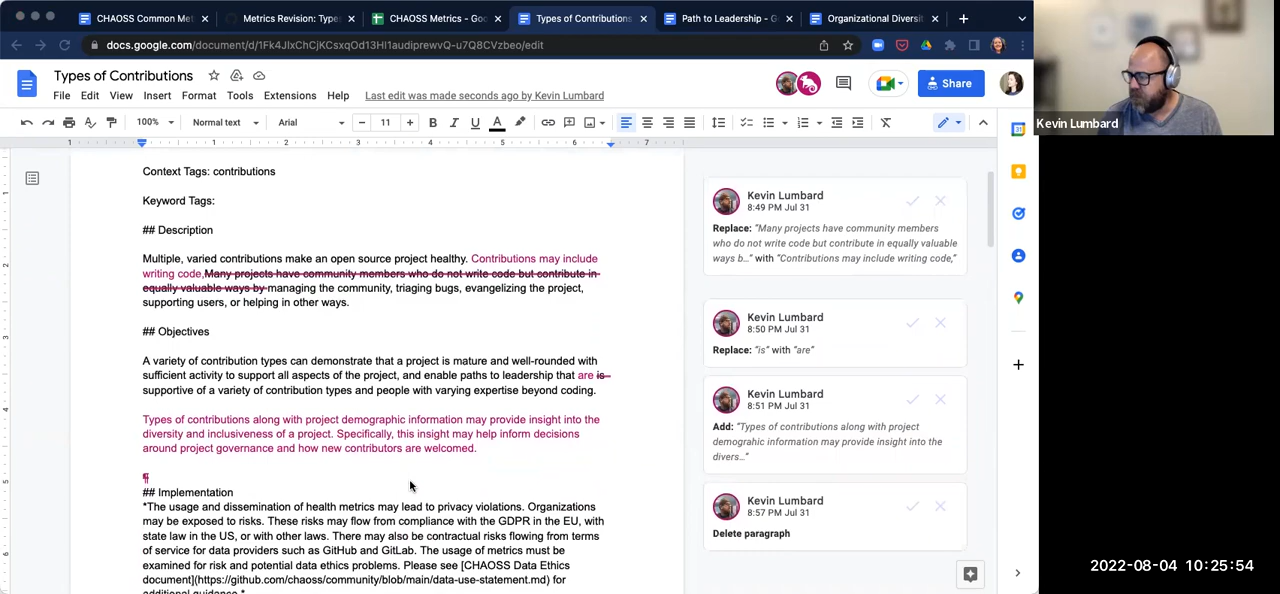 CHAOSS Common Met
Metrics Revision: Type
CHAOSS Metrics - Goo
Types of Contributions
Path to Leadership - G
Organizational Diversit
docs.google.com/document/d/1Fk4JlxChCjKCsxqOd13HI1audiprewvQ-u7Q8CVzbeo/edit
Types of Contributions
File Edit View Insert Format Tools Extensions Help Last edit was made seconds ago by Kevin Lumbard
Share
100% Normal text Arial 11
Kevin Lumbard
1 1 2 3 4 5 6 7
Context Tags: contributions
Keyword Tags:
## Description
Multiple, varied contributions make an open source project healthy. Contributions may include
writing code,Many projects have community members who do not write code but contribute in
equally valuable ways by managing the community, triaging bugs, evangelizing the project,
supporting users, or helping in other ways.
## Objectives
A variety of contribution types can demonstrate that a project is mature and well-rounded with
sufficient activity to support all aspects of the project, and enable paths to leadership that are is
supportive of a variety of contribution types and people with varying expertise beyond coding.
Types of contributions along with project demographic information may provide insight into the
diversity and inclusiveness of a project. Specifically, this insight may help inform decisions
around project governance and how new contributors are welcomed.
¶
## Implementation
*The usage and dissemination of health metrics may lead to privacy violations. Organizations
may be exposed to risks. These risks may flow from compliance with the GDPR in the EU, with
state law in the US, or with other laws. There may also be contractual risks flowing from terms
of service for data providers such as GitHub and GitLab. The usage of metrics must be
examined for risk and potential data ethics problems. Please see [CHAOSS Data Ethics
document](https://github.com/chaoss/community/blob/main/data-use-statement.md) for
additional guidance.*
Kevin Lumbard
8:49 PM Jul 31
Replace: "Many projects have community members
who do not write code but contribute in equally valuable
ways b..." with "Contributions may include writing code,"
Kevin Lumbard
8:50 PM Jul 31
Replace: "is" with "are"
Kevin Lumbard
8:51 PM Jul 31
Add: "Types of contributions along with project
demograhic information may provide insight into the
divers..."
Kevin Lumbard
8:57 PM Jul 31
Delete paragraph
2022-08-04 10:25:54